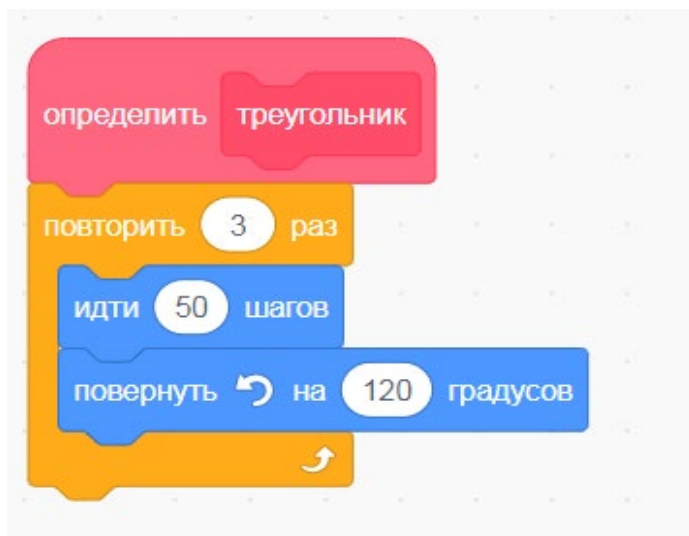 определить треугольник
повторить 3 раз
идти 50 шагов
повернуть на 120 градусов